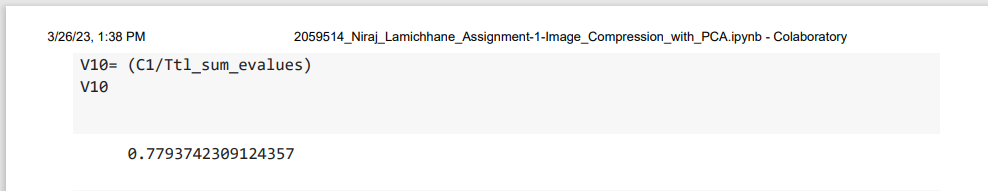 3/26/23, 1:38 PM 2059514_Niraj_Lamichhane_Assignment-1-Image_Compression_with_PCA.ipynb - Colaboratory
V10= (C1/Ttl_sum_evalues)
V10
0.7793742309124357